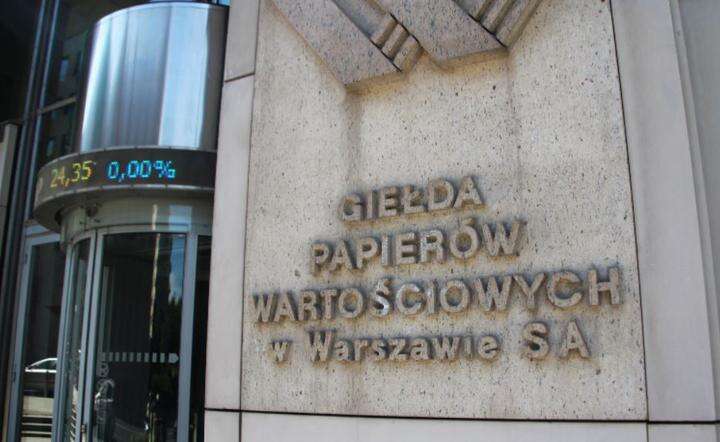 24,35 0,00%
GIEŁDA
PAPIERÓW
WARTOŚCIOWYCH
w Warszawie SA